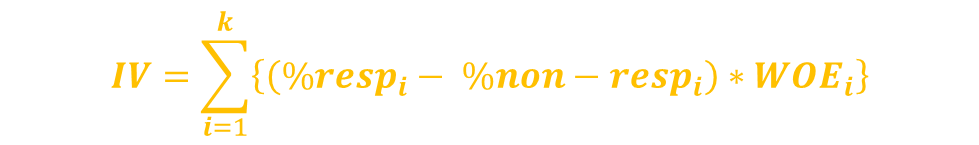 IV = ∑_{i=1}^{k} {(%resp_i − %non − resp_i) * WOE_i}